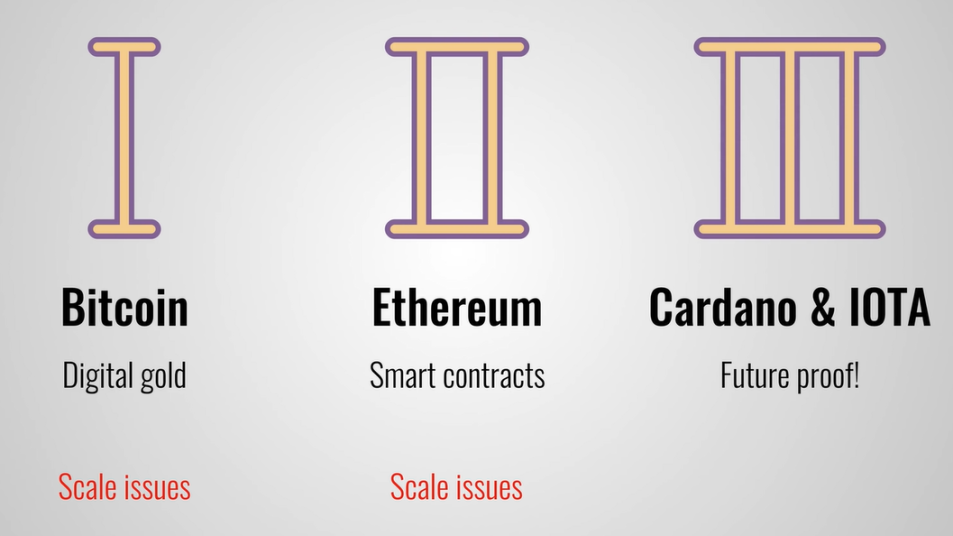 I
II
III
Bitcoin
Ethereum
Cardano & IOTA
Digital gold
Smart contracts
Future proof!
Scale issues
Scale issues